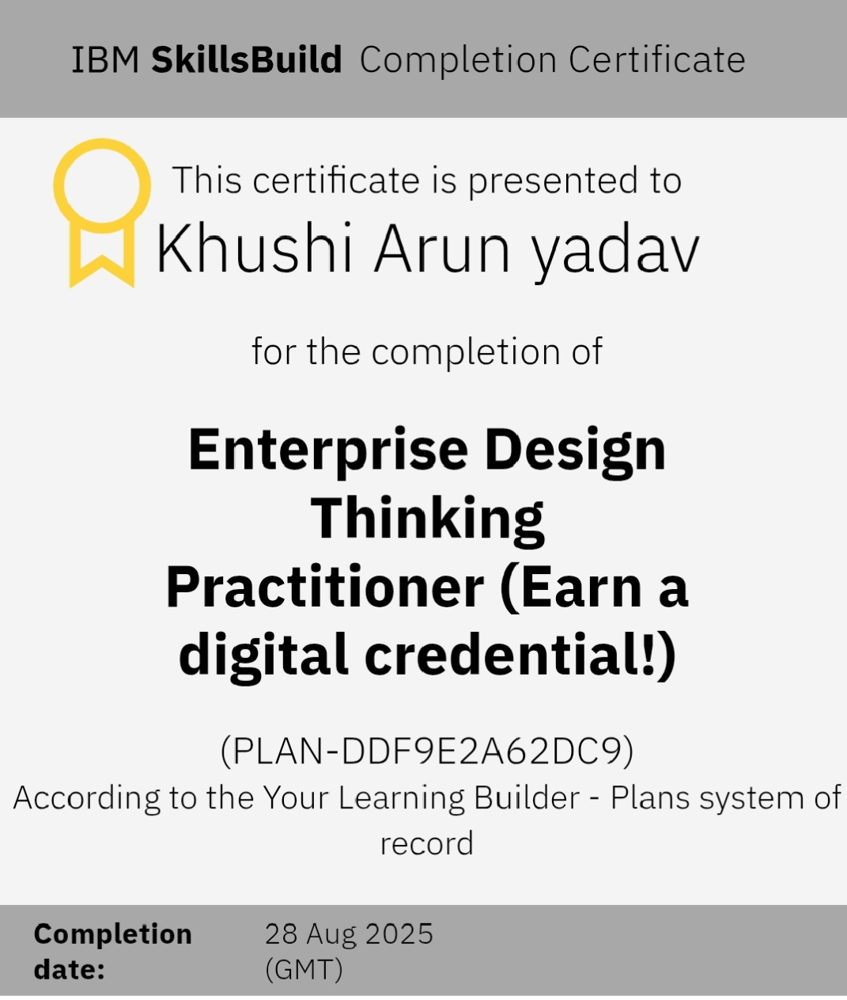 IBM SkillsBuild Completion Certificate
This certificate is presented to
Khushi Arun yadav
for the completion of
Enterprise Design
Thinking
Practitioner (Earn a
digital credential!)
(PLAN-DDF9E2A62DC9)
According to the Your Learning Builder - Plans system of
record
Completion date: 28 Aug 2025 (GMT)